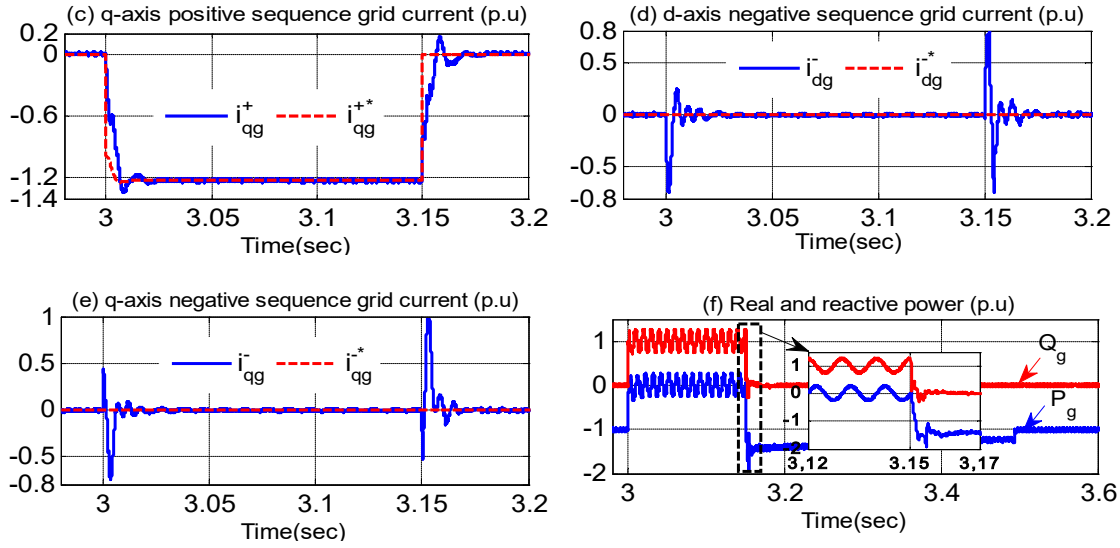 (c) q-axis positive sequence grid current (p.u)
0.2
0
-0.6
-1.2
-1.4
i+qg i+*qg
3 3.05 3.1 3.15 3.2
Time(sec)
(d) d-axis negative sequence grid current (p.u)
0.8
0.5
0
-0.5
0.8
i-dg i-*dg
3 3.05 3.1 3.15 3.2
Time(sec)
(e) q-axis negative sequence grid current (p.u)
1
0.5
0
-0.5
0.8
i-qg i-*qg
3 3.05 3.1 3.15 3.2
Time(sec)
(f) Real and reactive power (p.u)
1
0
-1
-2
Qg
Pg
1
0
-1
-2
3,12 3.15 3,17
3 3.2 3.4 3.6
Time(sec)